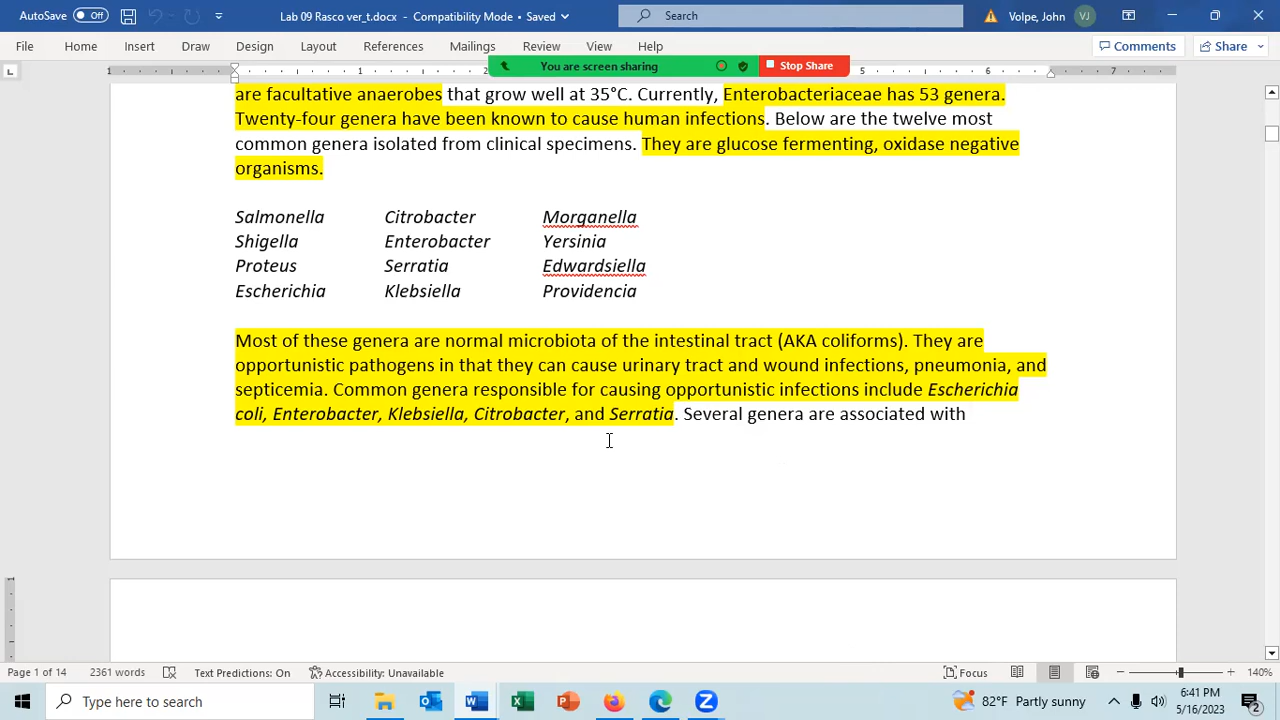 AutoSave Off Lab 09 Rasco ver_t.docx - Compatibility Mode • Saved Search Volpe, John VJ
File Home Insert Draw Design Layout References Mailings Review View Help Comments Share
You are screen sharing Stop Share
1 1 2 5 6 7
are facultative anaerobes that grow well at 35°C. Currently, Enterobacteriaceae has 53 genera.
Twenty-four genera have been known to cause human infections. Below are the twelve most
common genera isolated from clinical specimens. They are glucose fermenting, oxidase negative
organisms.
Salmonella Citrobacter Morganella
Shigella Enterobacter Yersinia
Proteus Serratia Edwardsiella
Escherichia Klebsiella Providencia
Most of these genera are normal microbiota of the intestinal tract (AKA coliforms). They are
opportunistic pathogens in that they can cause urinary tract and wound infections, pneumonia, and
septicemia. Common genera responsible for causing opportunistic infections include Escherichia
coli, Enterobacter, Klebsiella, Citrobacter, and Serratia. Several genera are associated with
Page 1 of 14 2361 words Text Predictions: On Accessibility: Unavailable Focus 140%
Type here to search 82°F Partly sunny 6:41 PM
5/16/2023 2